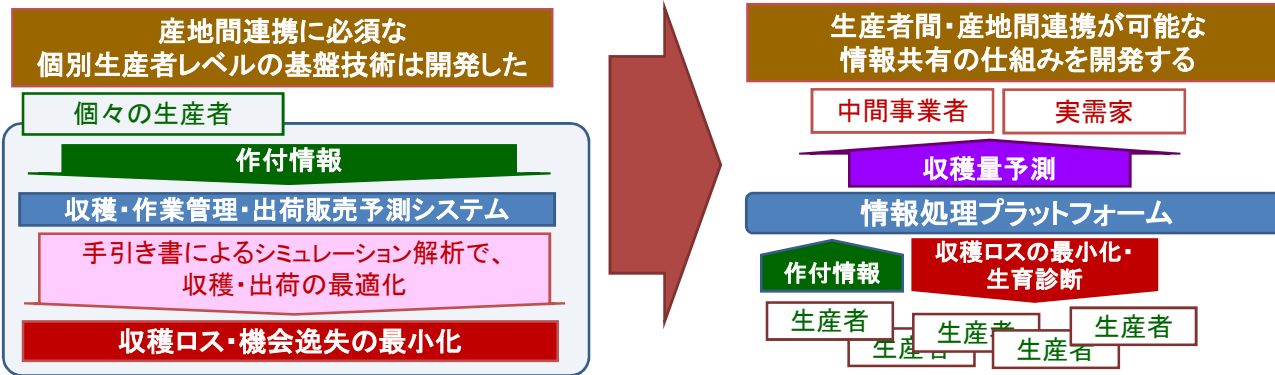 産地間連携に必須な
個別生産者レベルの基盤技術は開発した
個々の生産者
作付情報
収穫・作業管理・出荷販売予測システム
手引き書によるシミュレーション解析で、
収穫・出荷の最適化
収穫ロス・機会逸失の最小化
生産者間・産地間連携が可能な
情報共有の仕組みを開発する
中間事業者
実需家
収穫量予測
情報処理プラットフォーム
作付情報
収穫ロスの最小化・
生育診断
生産者
生産者
生産者
生産者
生産者